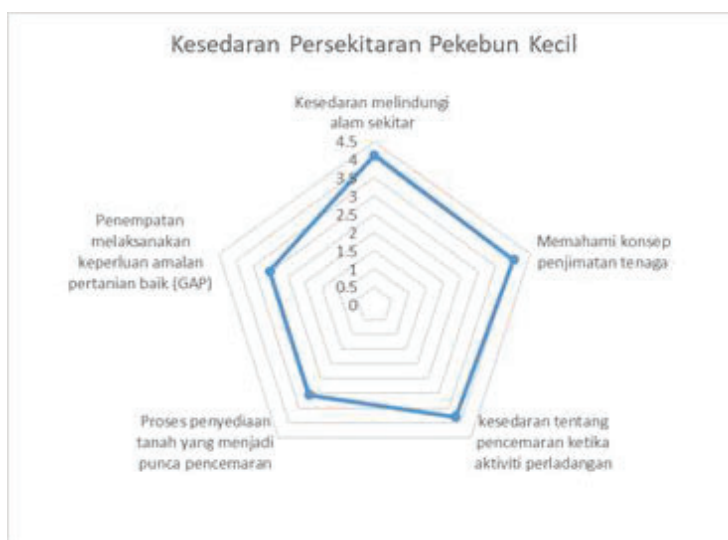 Kesedaran Persekitaran Pekebun Kecil
Kesedaran melindungi
alam sekitar
4.5
4
3.5
3
2.5
2
1.5
1
0.5
0
Memahami konsep
penjimatan tenaga
kesedaran tentang
pencemaran ketika
aktiviti perladangan
Proses penyediaan
tanah yang menjadi
punca pencemaran
Penempatan
melaksanakan
keperluan amalan
pertanian baik (GAP)